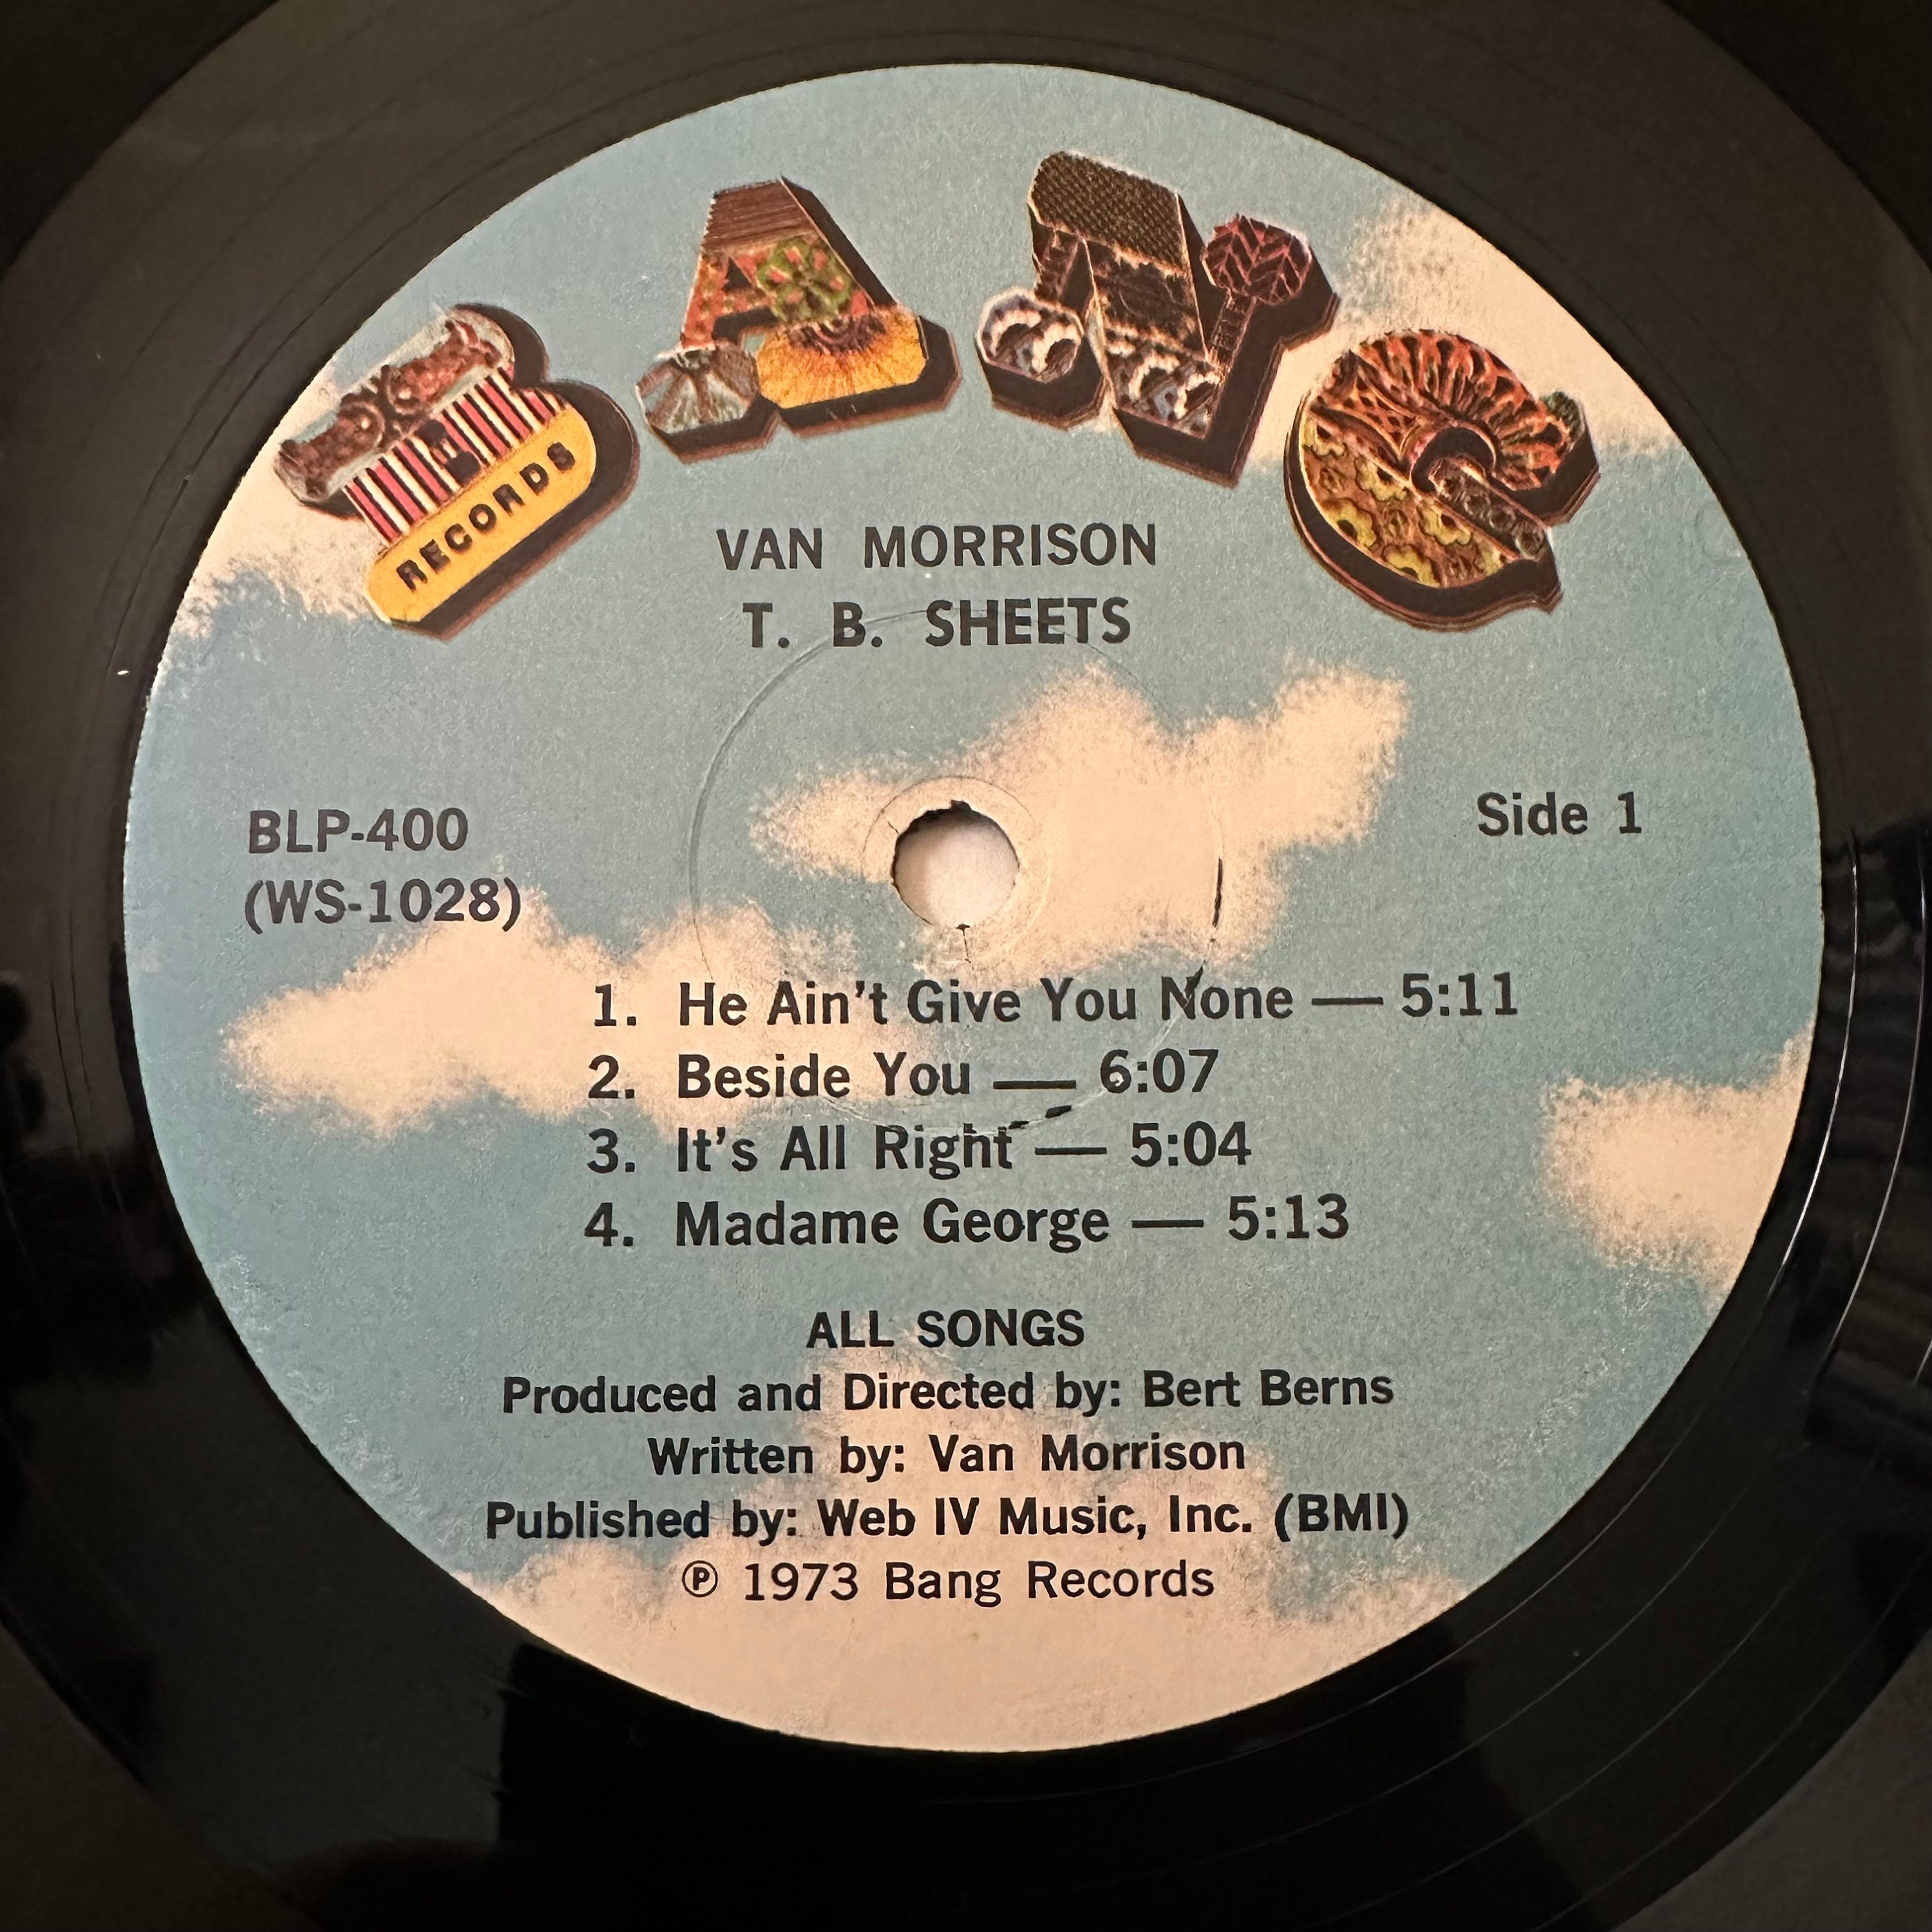 BANG
RECORDS
VAN MORRISON
T. B. SHEETS
BLP-400
(WS-1028)
Side 1
1. He Ain't Give You None — 5:11
2. Beside You — 6:07
3. It's All Right — 5:04
4. Madame George — 5:13
ALL SONGS
Produced and Directed by: Bert Berns
Written by: Van Morrison
Published by: Web IV Music, Inc. (BMI)
℗ 1973 Bang Records